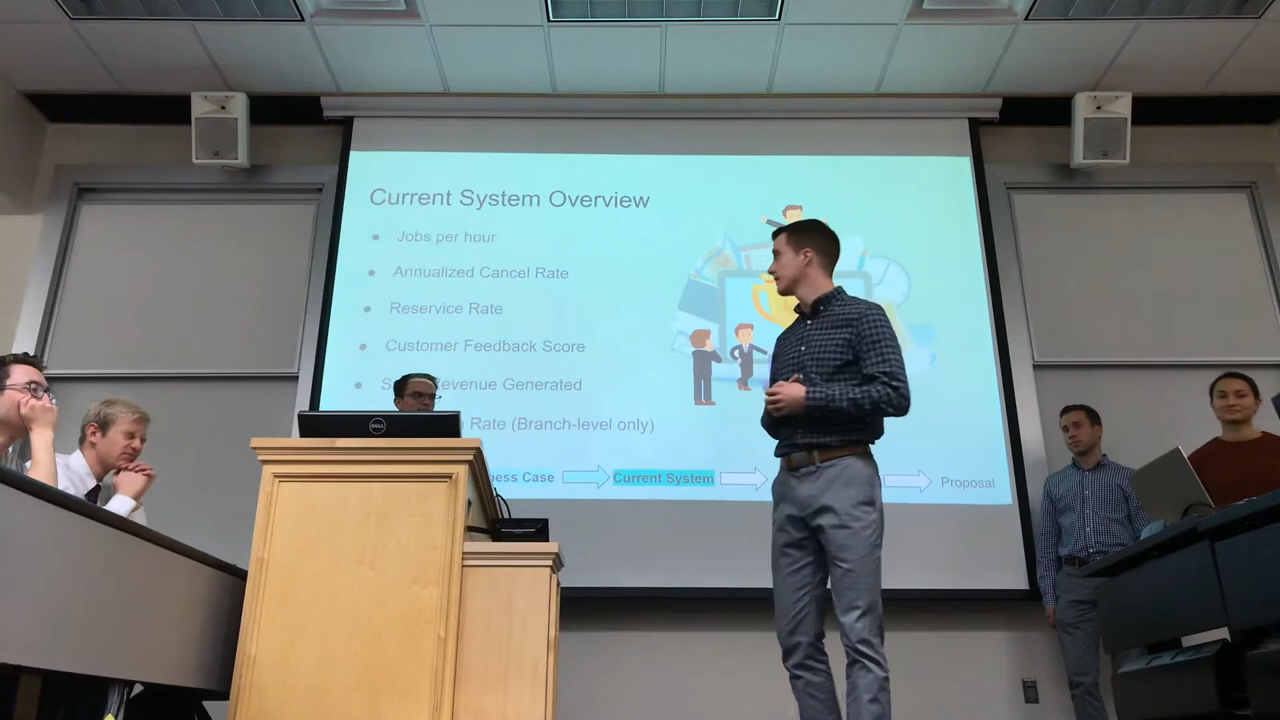 Current System Overview
Jobs per hour
Annualized Cancel Rate
Reservice Rate
Customer Feedback Score
Revenue Generated
Rate (Branch-level only)
Case
Current System
Proposal
DELL